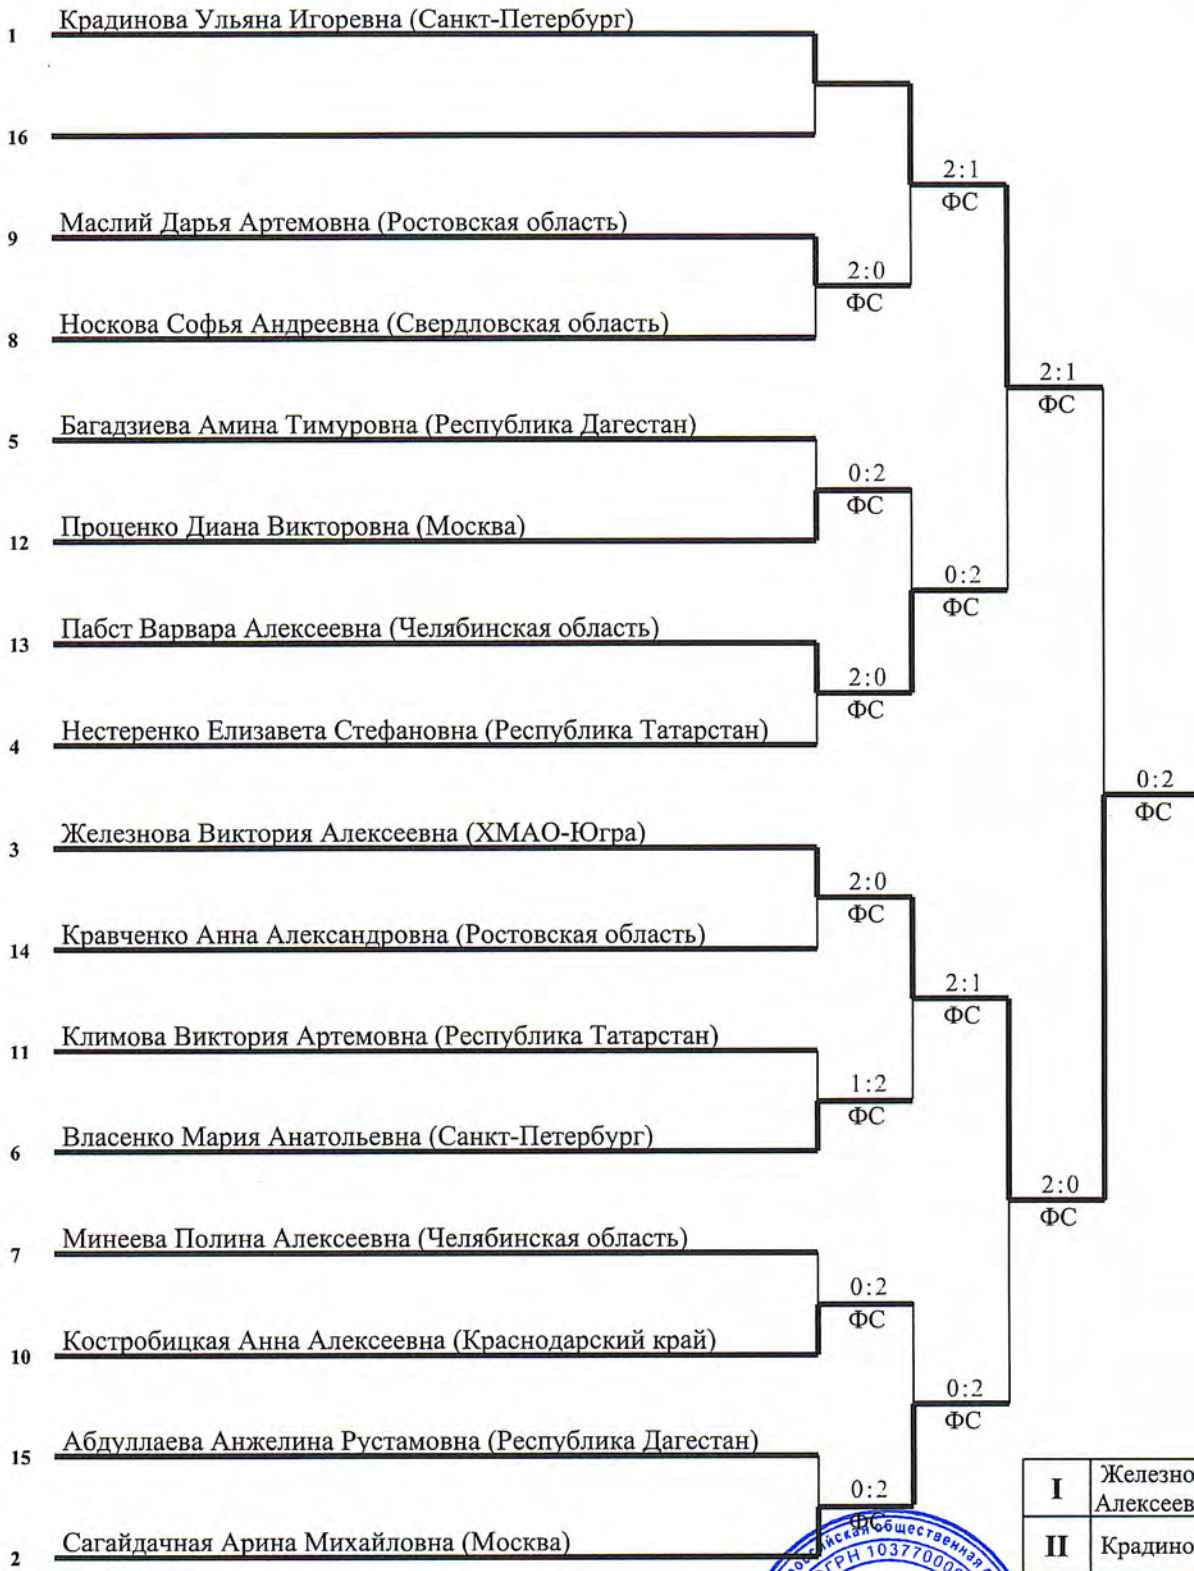 1 Крадинова Ульяна Игоревна (Санкт-Петербург)
16
2:1
ФС
9 Маслий Дарья Артемовна (Ростовская область)
2:0
ФС
8 Носкова Софья Андреевна (Свердловская область)
2:1
ФС
5 Багадзиева Амина Тимуровна (Республика Дагестан)
0:2
ФС
12 Проценко Диана Викторовна (Москва)
0:2
ФС
13 Пабст Варвара Алексеевна (Челябинская область)
2:0
ФС
4 Нестеренко Елизавета Стефановна (Республика Татарстан)
0:2
ФС
3 Железнова Виктория Алексеевна (ХМАО-Югра)
2:0
ФС
14 Кравченко Анна Александровна (Ростовская область)
2:1
ФС
11 Климова Виктория Артемовна (Республика Татарстан)
1:2
ФС
6 Власенко Мария Анатольевна (Санкт-Петербург)
2:0
ФС
7 Минеева Полина Алексеевна (Челябинская область)
0:2
ФС
10 Костробицкая Анна Алексеевна (Краснодарский край)
0:2
ФС
15 Абдуллаева Анжелина Рустамовна (Республика Дагестан)
0:2
ФС
I Железно
Алексеев
2 Сагайдачная Арина Михайловна (Москва)
II Крадино
общественная